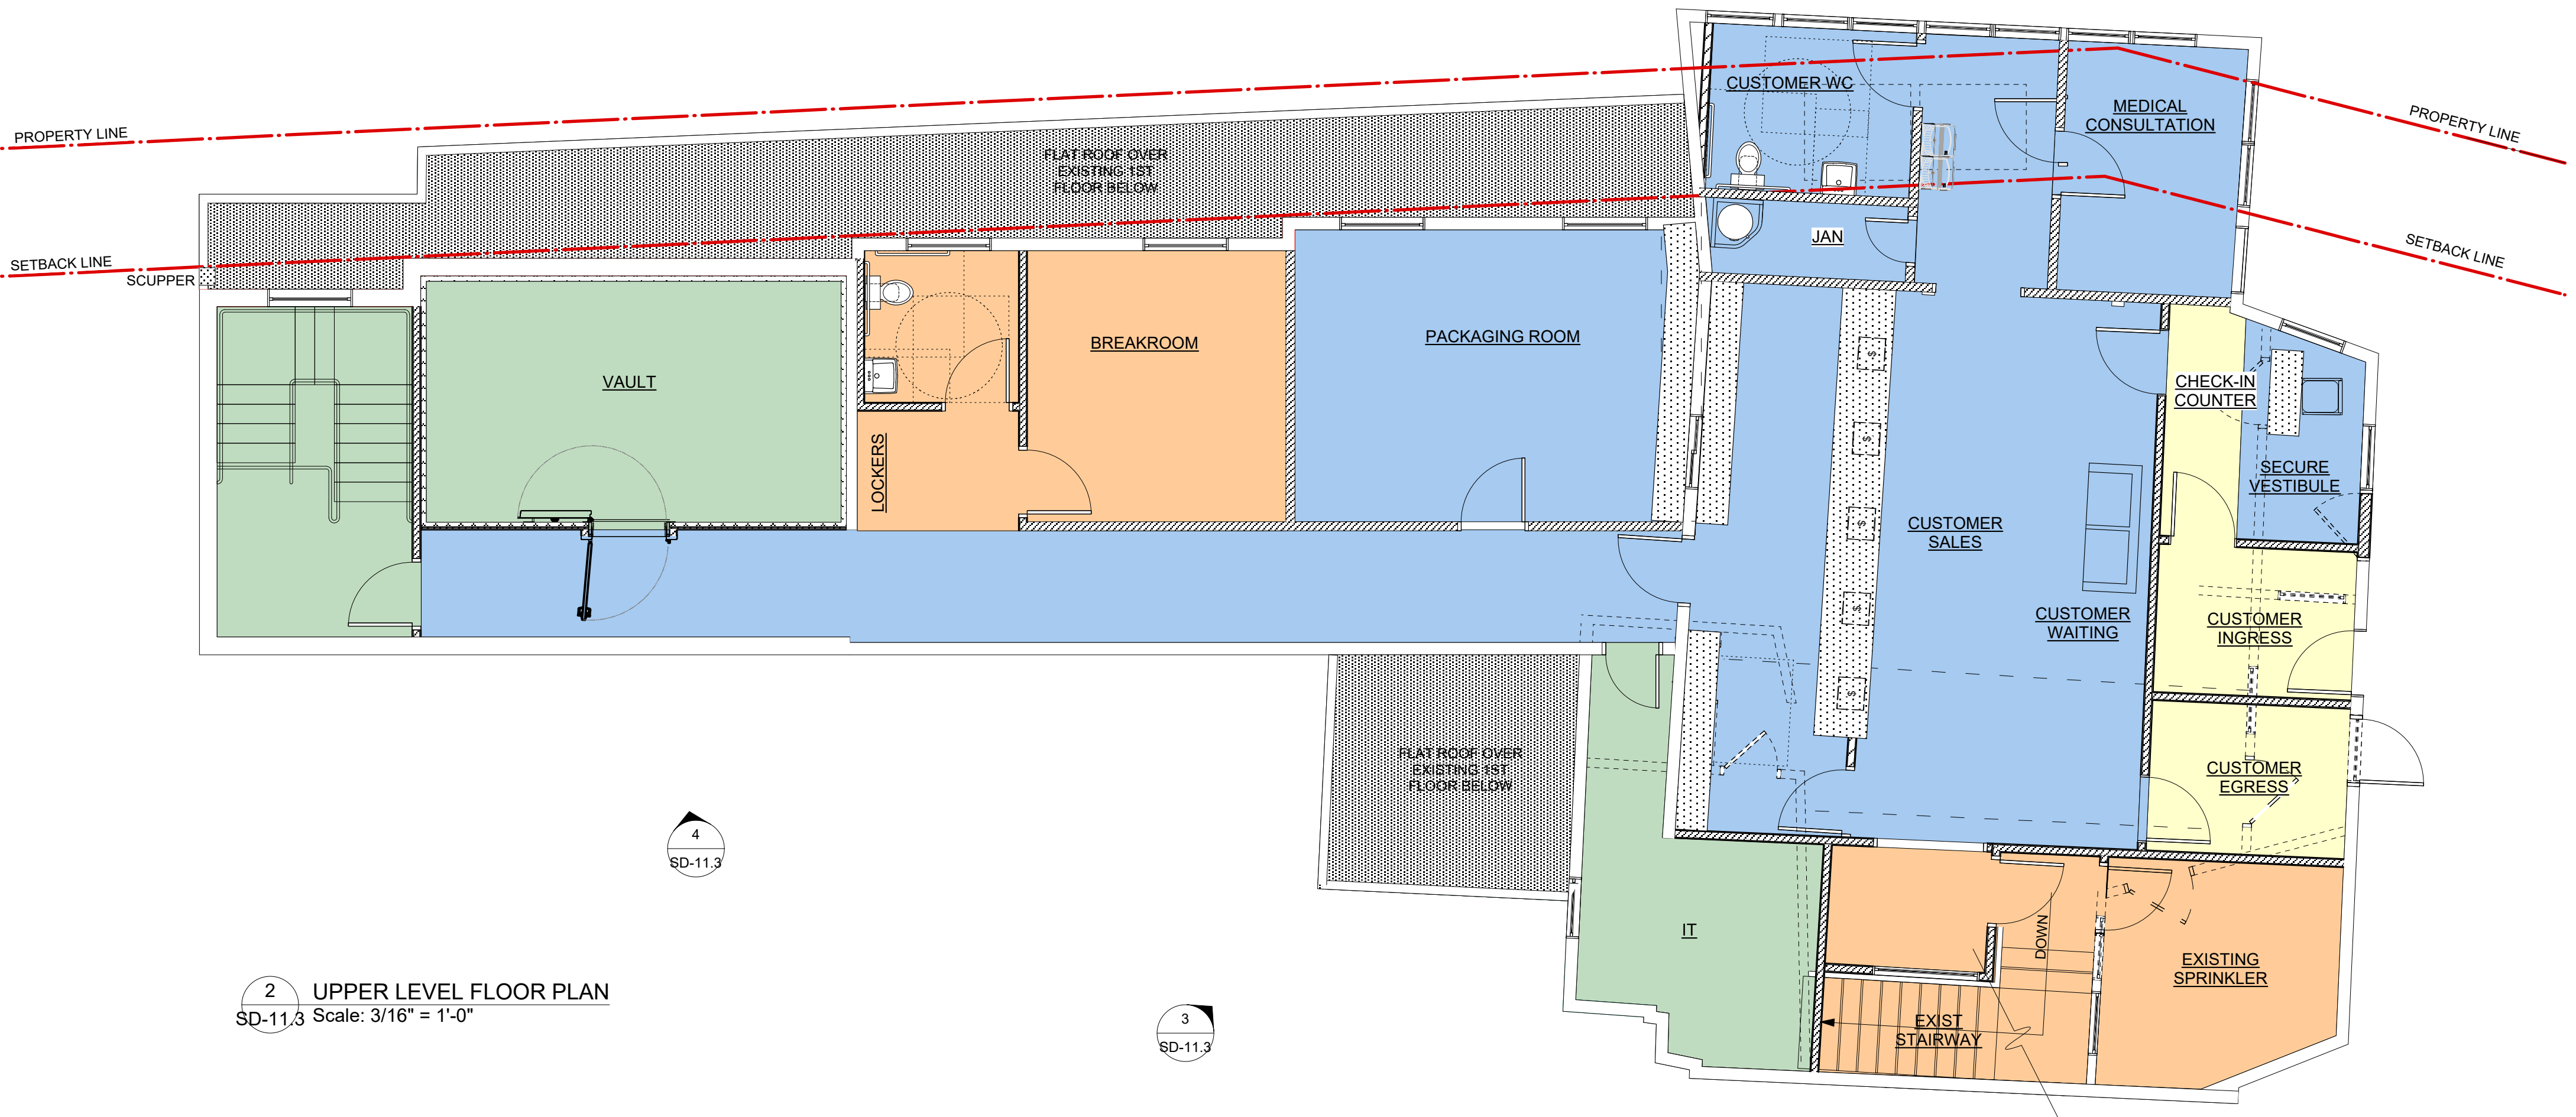 CUSTOMER WC
MEDICAL
CONSULTATION
PROPERTY LINE
PROPERTY LINE
FLAT ROOF OVER
EXISTING 1ST
FLOOR BELOW
JAN
SETBACK LINE
SETBACK LINE
SCUPPER
VAULT
BREAKROOM
PACKAGING ROOM
LOCKERS
CHECK-IN
COUNTER
SECURE
VESTIBULE
S
S
S
S
S
CUSTOMER
SALES
CUSTOMER
WAITING
CUSTOMER
INGRESS
CUSTOMER
EGRESS
FLAT ROOF OVER
EXISTING 1ST
FLOOR BELOW
4
SD-11.3
IT
DOWN
EXISTING
SPRINKLER
EXIST
STAIRWAY
2
SD-11.3
UPPER LEVEL FLOOR PLAN
Scale: 3/16" = 1'-0"
3
SD-11.3